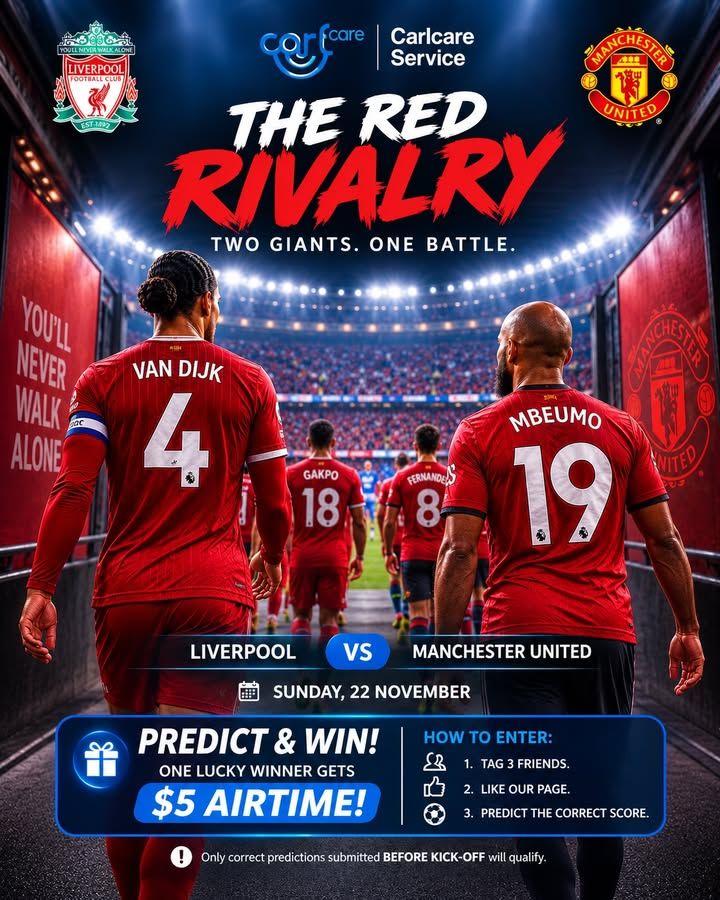 YOU'LL NEVER WALK ALONE
LIVERPOOL
FOOTBALL CLUB
EST·1892
carlcare
Carlcare
Service
MANCHESTER
UNITED
THE RED
RIVALRY
TWO GIANTS. ONE BATTLE.
YOU'LL
NEVER
WALK
ALONE
MANCHESTER
UNITED
VAN DIJK
4
MBEUMO
19
GAKPO
18
FERNANDES
8
LIVERPOOL VS MANCHESTER UNITED
SUNDAY, 22 NOVEMBER
PREDICT & WIN!
ONE LUCKY WINNER GETS
$5 AIRTIME!
HOW TO ENTER:
1. TAG 3 FRIENDS.
2. LIKE OUR PAGE.
3. PREDICT THE CORRECT SCORE.
Only correct predictions submitted BEFORE KICK-OFF will qualify.